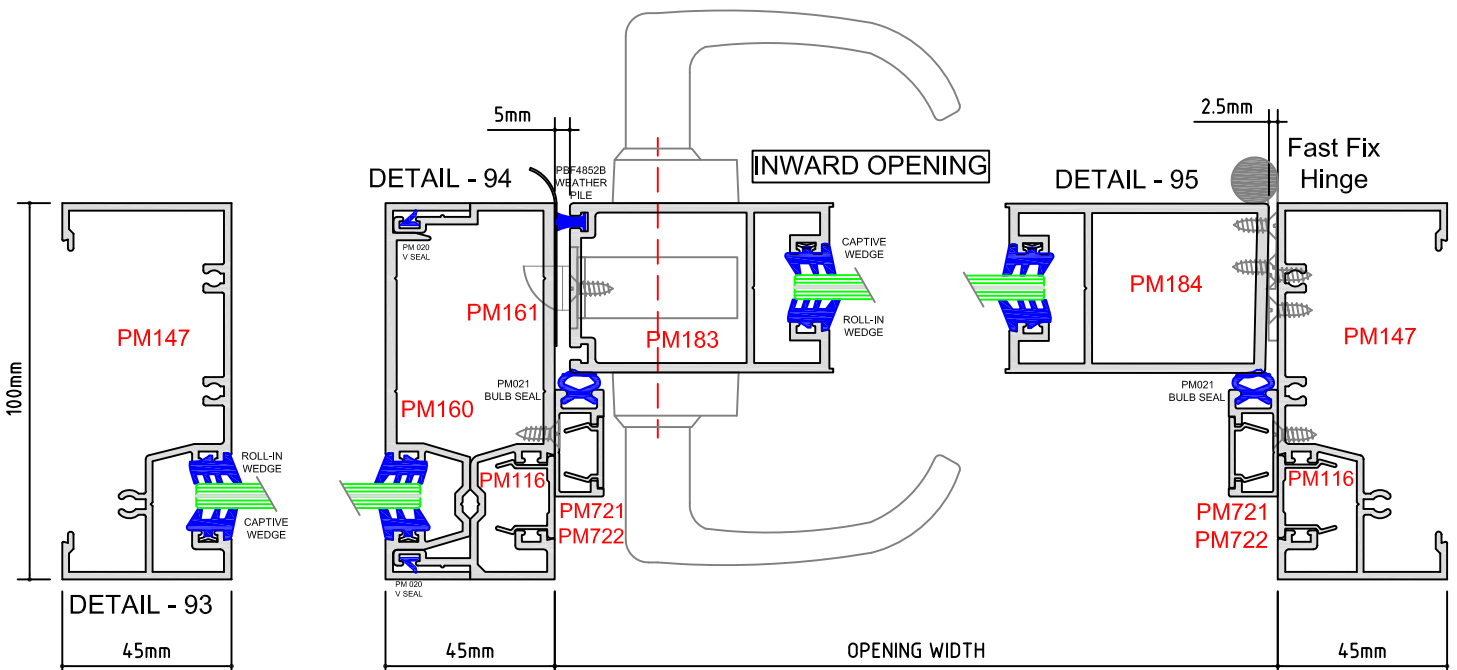 5mm
2.5mm
INWARD OPENING
Fast Fix
Hinge
DETAIL - 94
PBF4852B
WEATHER
PILE
DETAIL - 95
PM 020
V SEAL
CAPTIVE
WEDGE
PM147
PM161
PM183
PM184
PM147
ROLL-IN
WEDGE
100mm
PM160
PM021
BULB SEAL
PM021
BULB SEAL
ROLL-IN
WEDGE
CAPTIVE
WEDGE
PM116
PM721
PM722
PM116
PM721
PM722
PM 020
V SEAL
DETAIL - 93
45mm
45mm
OPENING WIDTH
45mm